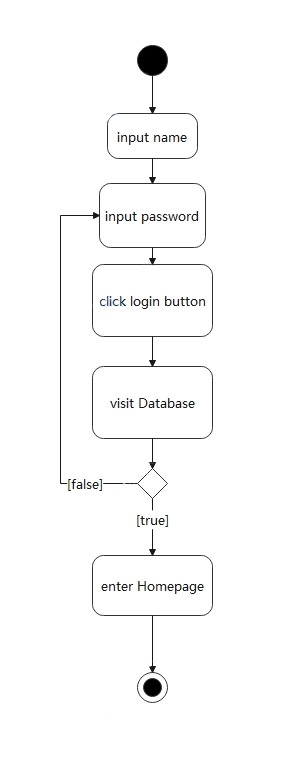 input name
input password
click login button
visit Database
[false]
[true]
enter Homepage